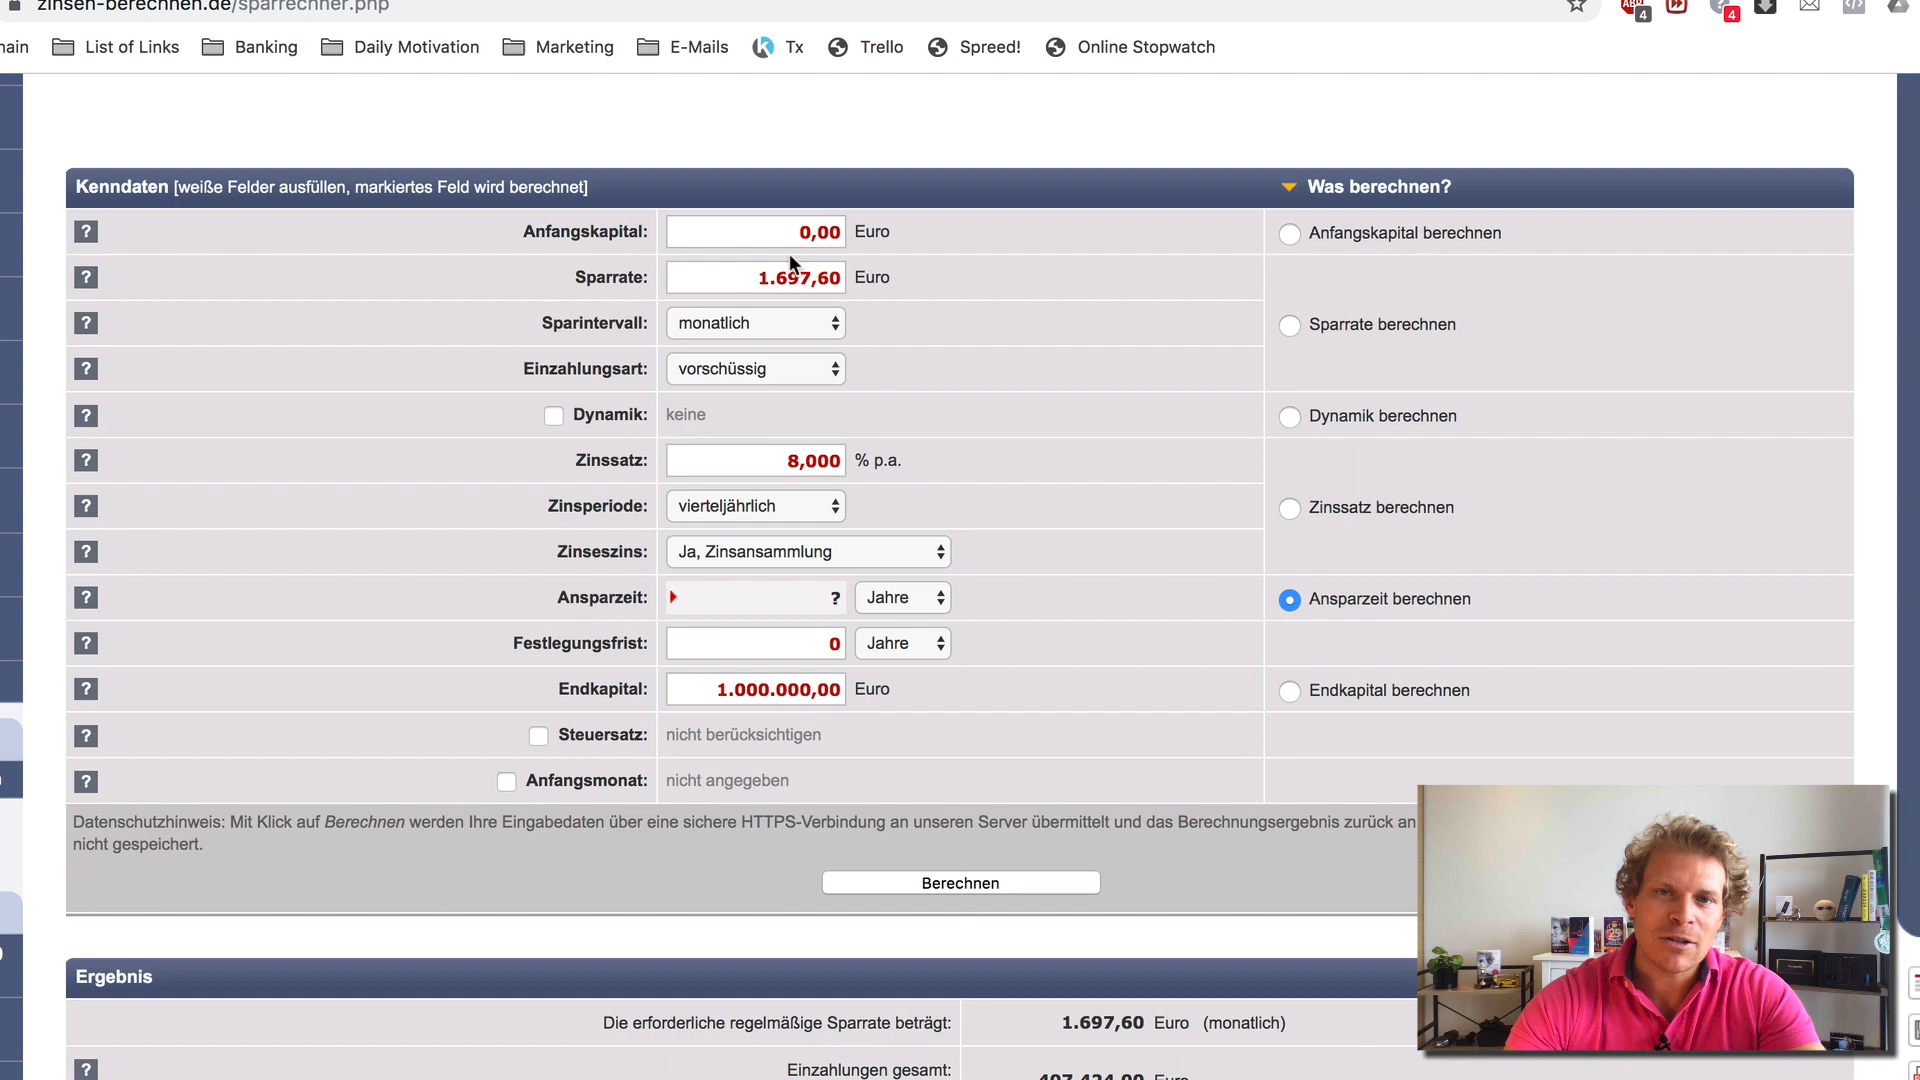 zinsen-berechnen.de/sparrechner.php
4
4
List of Links
Banking
Daily Motivation
Marketing
E-Mails
Tx
Trello
Spreed!
Online Stopwatch
Kenndaten [weiße Felder ausfüllen, markiertes Feld wird berechnet]
Was berechnen?
? Anfangskapital: 0,00 Euro
Anfangskapital berechnen
? Sparrate: 1.697,60 Euro
? Sparintervall: monatlich
Sparrate berechnen
? Einzahlungsart: vorschüssig
? Dynamik: keine
Dynamik berechnen
? Zinssatz: 8,000 % p.a.
? Zinsperiode: vierteljährlich
Zinssatz berechnen
? Zinseszins: Ja, Zinsansammlung
? Ansparzeit: ? Jahre
Ansparzeit berechnen
? Festlegungsfrist: 0 Jahre
? Endkapital: 1.000.000,00 Euro
Endkapital berechnen
? Steuersatz: nicht berücksichtigen
? Anfangsmonat: nicht angegeben
Datenschutzhinweis: Mit Klick auf Berechnen werden Ihre Eingabedaten über eine sichere HTTPS-Verbindung an unseren Server übermittelt und das Berechnungsergebnis zurück an
nicht gespeichert.
Berechnen
Ergebnis
Die erforderliche regelmäßige Sparrate beträgt: 1.697,60 Euro (monatlich)
? Einzahlungen gesamt: Euro